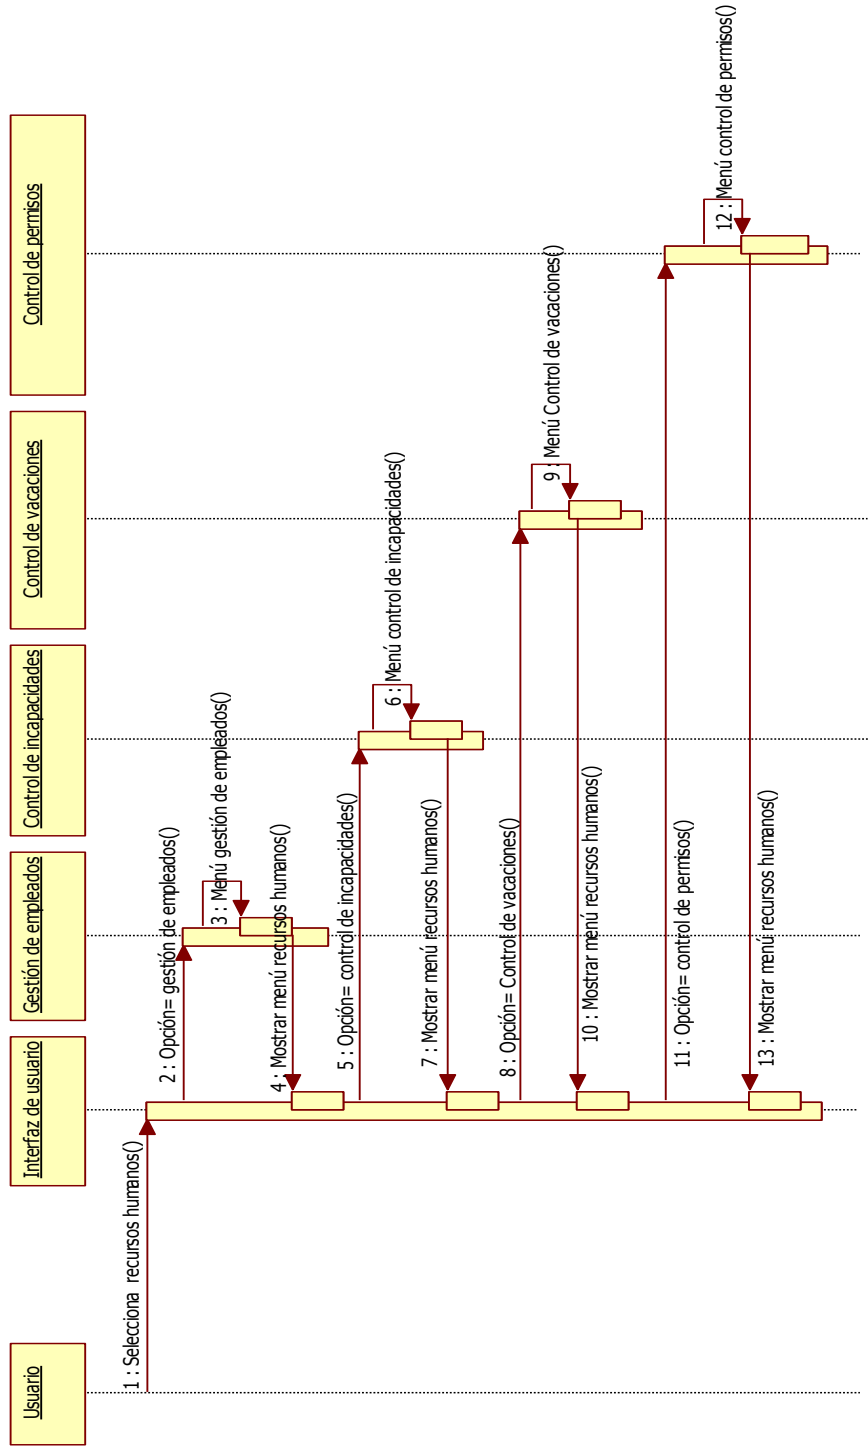 Usuario
Interfaz de usuario
Gestión de empleados
Control de incapacidades
Control de vacaciones
Control de permisos
1 : Selecciona recursos humanos()
2 : Opción= gestión de empleados()
3 : Menú gestión de empleados()
4 : Mostrar menú recursos humanos()
5 : Opción= control de incapacidades()
6 : Menú control de incapacidades()
7 : Mostrar menú recursos humanos()
8 : Opción= Control de vacaciones()
9 : Menú Control de vacaciones()
10 : Mostrar menú recursos humanos()
11 : Opción= control de permisos()
12 : Menú control de permisos()
13 : Mostrar menú recursos humanos()